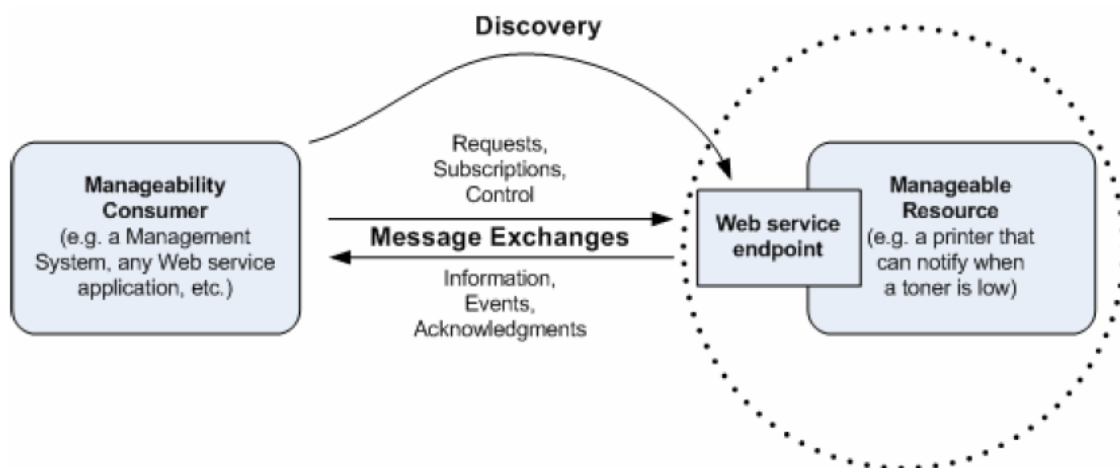 Discovery
Requests,
Subscriptions,
Control
Manageability
Consumer
(e.g. a Management
System, any Web service
application, etc.)
Message Exchanges
Information,
Events,
Acknowledgments
Web service
endpoint
Manageable
Resource
(e.g. a printer that
can notify when
a toner is low)